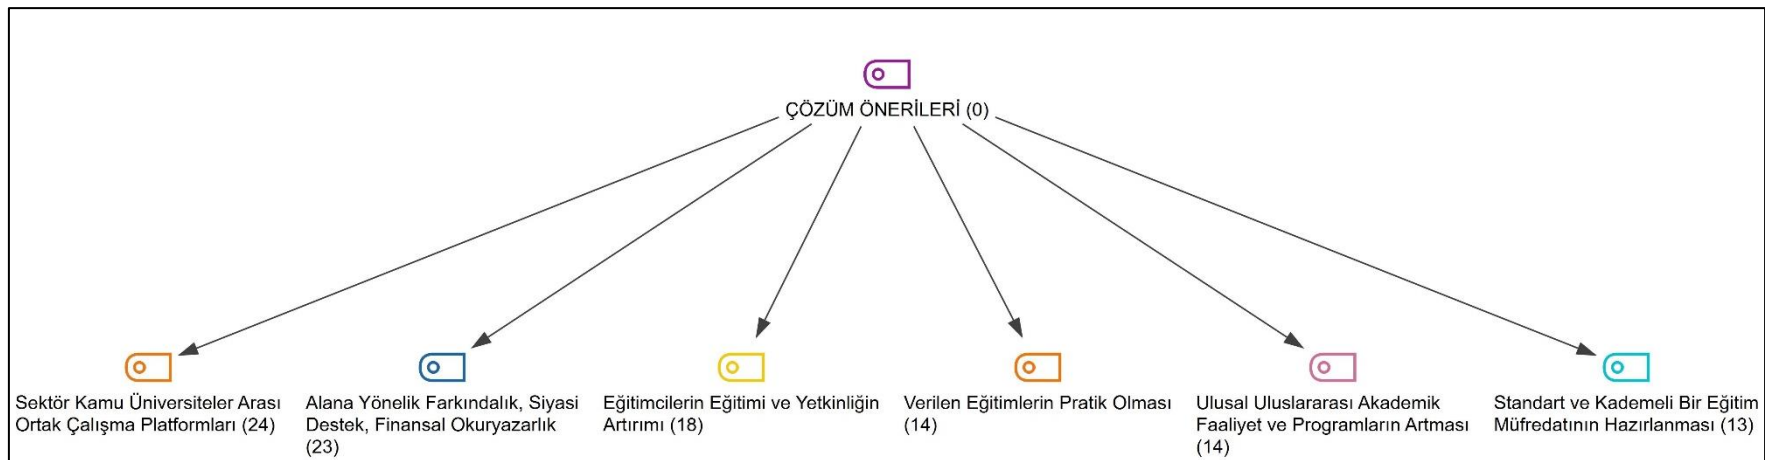 ÇÖZÜM ÖNERİLERİ (0)
Sektör Kamu Üniversiteler Arası
Ortak Çalışma Platformları (24)
Alana Yönelik Farkındalık, Siyasi
Destek, Finansal Okuryazarlık
(23)
Eğitimcilerin Eğitimi ve Yetkinliğin
Artırımı (18)
Verilen Eğitimlerin Pratik Olması
(14)
Ulusal Uluslararası Akademik
Faaliyet ve Programların Artması
(14)
Standart ve Kademeli Bir Eğitim
Müfredatının Hazırlanması (13)